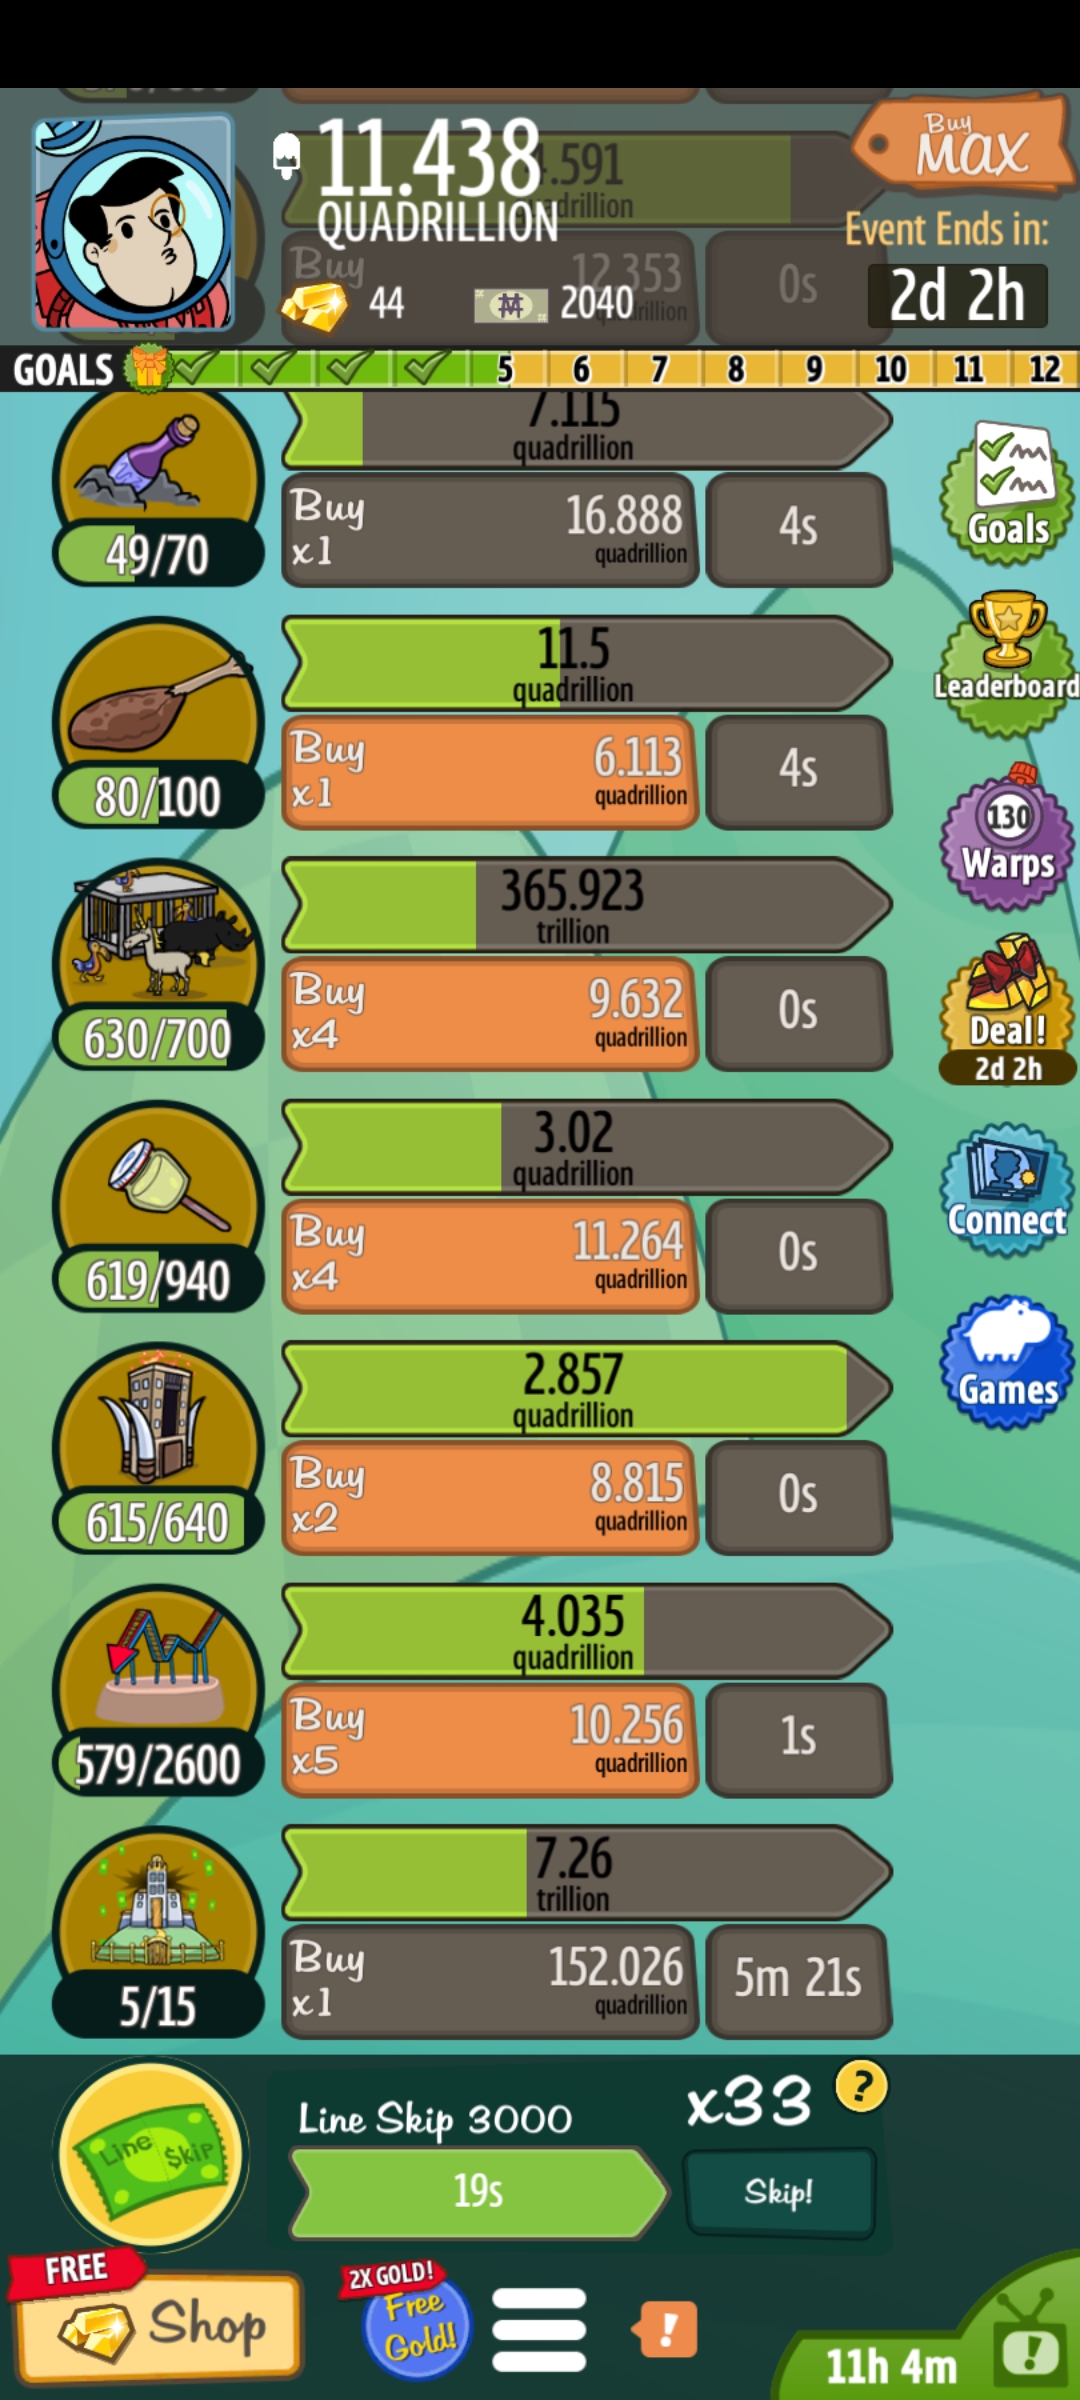 11.438
QUADRILLION
4.591
quadrillion
Buy
MAX
Event Ends in:
2d 2h
Buy
12.353
0s
44
2040
GOALS
5
6
7
8
9
10
11
12
7.115
quadrillion
Buy
x1
16.888
quadrillion
4s
49/70
11.5
quadrillion
Buy
x1
6.113
quadrillion
4s
80/100
365.923
trillion
Buy
x4
9.632
quadrillion
0s
630/700
3.02
quadrillion
Buy
x4
11.264
quadrillion
0s
619/940
2.857
quadrillion
Buy
x2
8.815
quadrillion
0s
615/640
4.035
quadrillion
Buy
x5
10.256
quadrillion
1s
579/2600
7.26
trillion
Buy
x1
152.026
quadrillion
5m 21s
5/15
Goals
Leaderboard
130
Warps
Deal!
2d 2h
Connect
Games
Line $kip
Line Skip 3000
19s
x33
?
Skip!
FREE
Shop
2X GOLD!
Free
Gold!
!
11h 4m
!